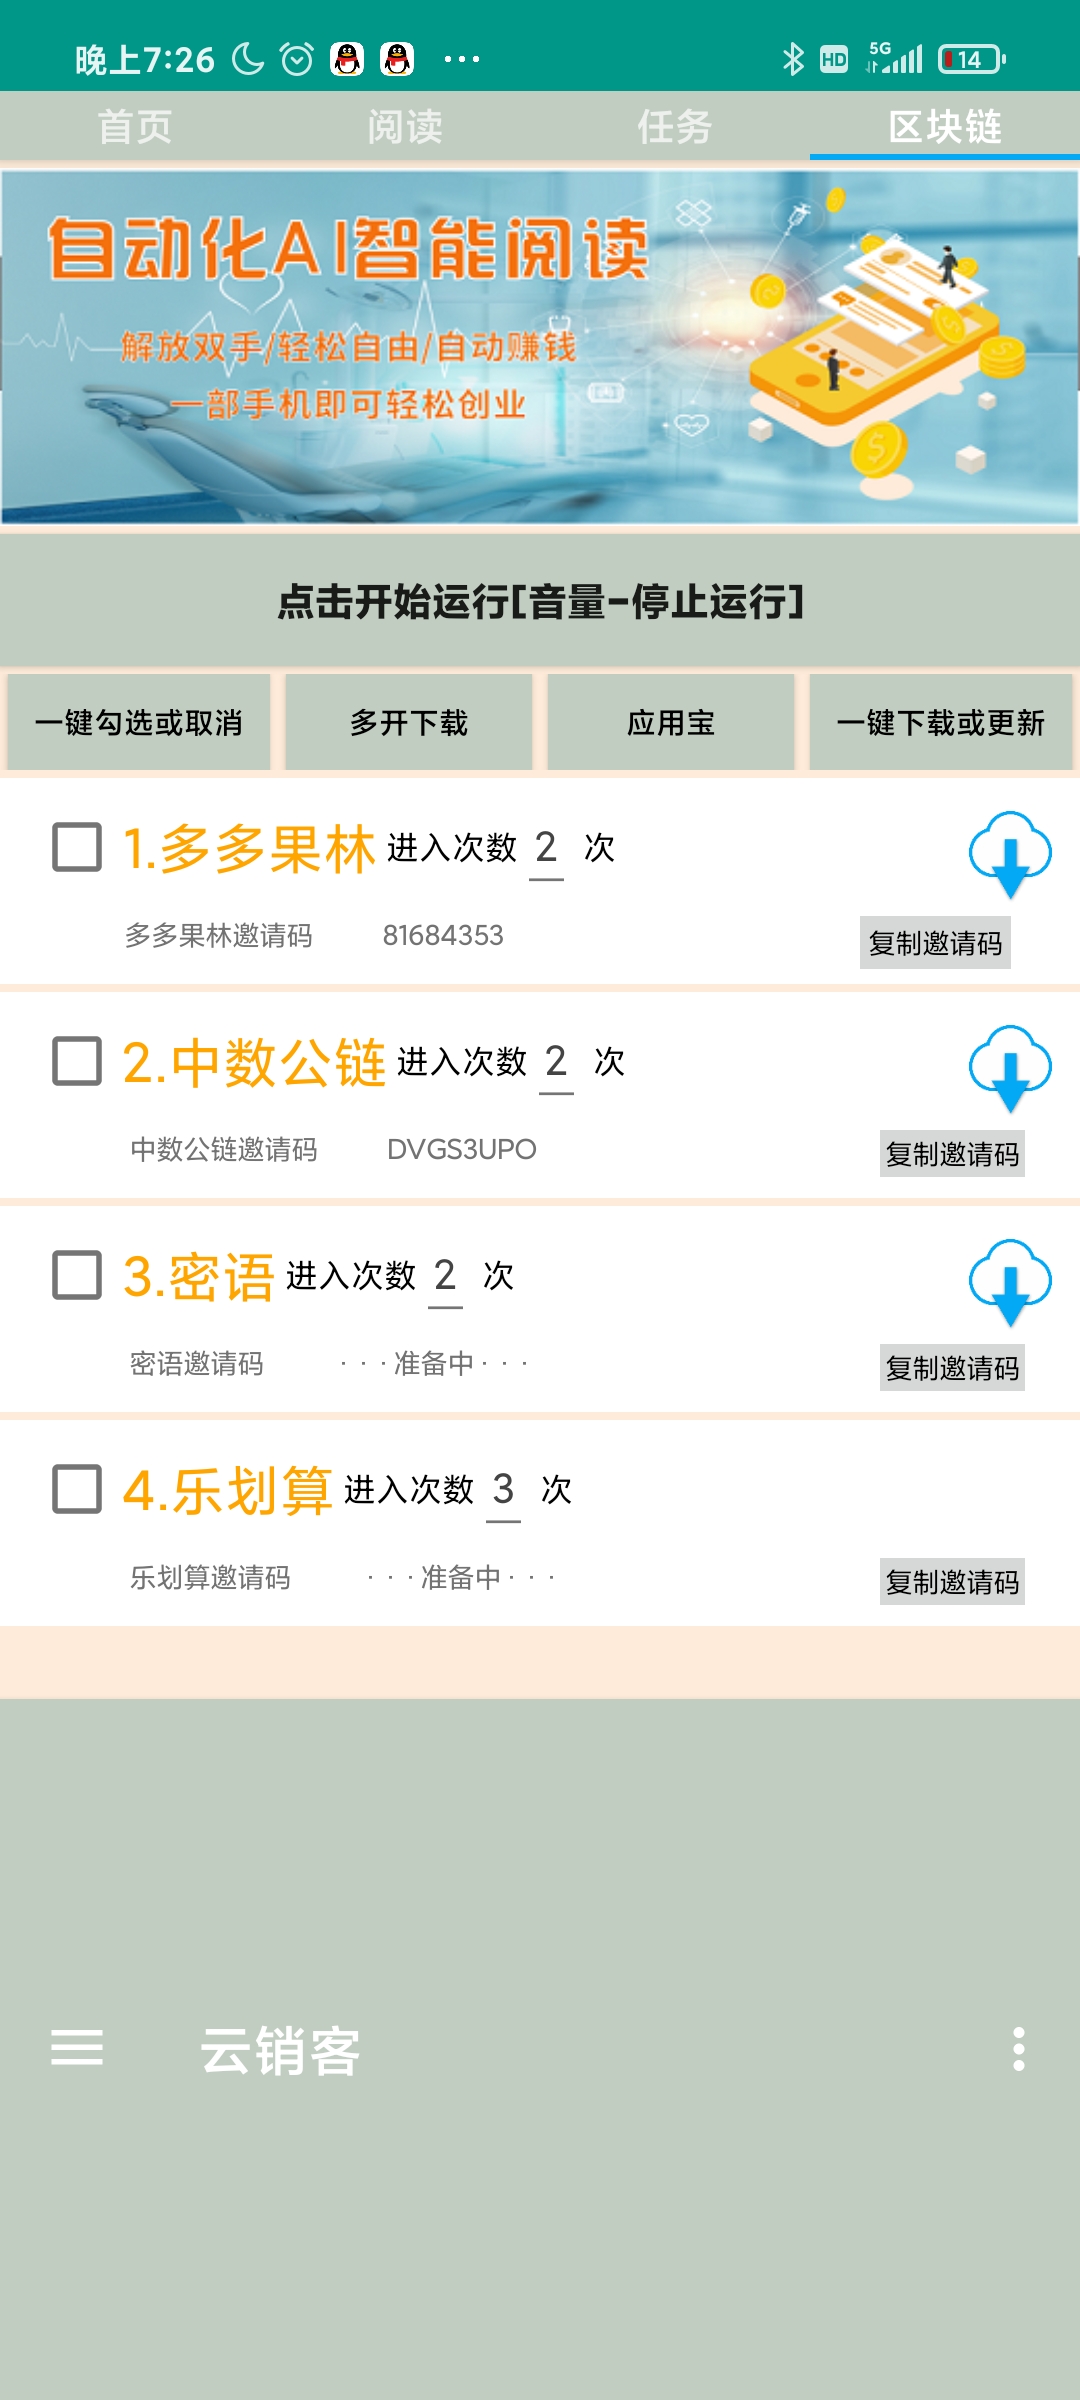 晚上7:26 ··· HD 5G 14
首页 阅读 任务 区块链
自动化AI智能阅读
解放双手/轻松自由/自动赚钱
一部手机即可轻松创业
点击开始运行[音量-停止运行]
一键勾选或取消 多开下载 应用宝 一键下载或更新
1.多多果林 进入次数 2 次
多多果林邀请码 81684353 复制邀请码
2.中数公链 进入次数 2 次
中数公链邀请码 DVGS3UPO 复制邀请码
3.密语 进入次数 2 次
密语邀请码 · · ·准备中· · · 复制邀请码
4.乐划算 进入次数 3 次
乐划算邀请码 · · ·准备中· · · 复制邀请码
云销客